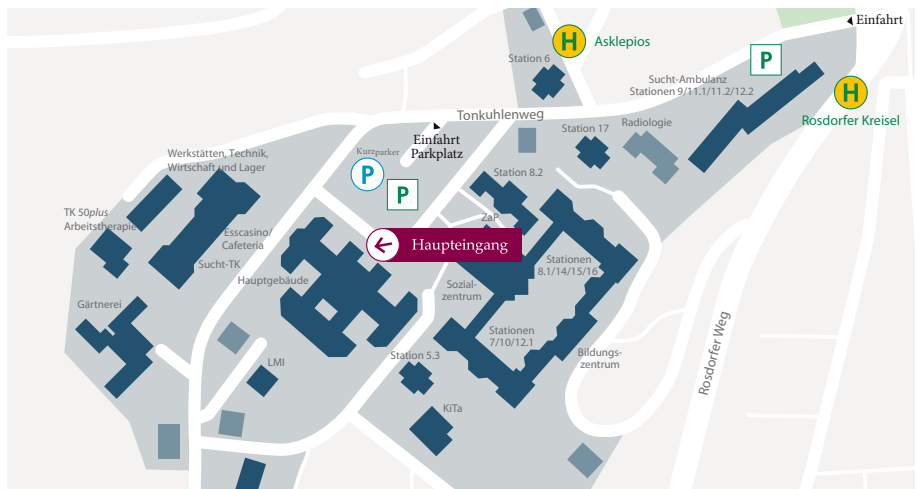 Einfahrt
H
Asklepios
Station 6
P
Sucht-Ambulanz
Stationen 9/11.1/11.2/12.2
H
Rosdorfer Kreisel
Tonkuhlenweg
Einfahrt
Parkplatz
Station 17
Radiologie
Kurzparker
P
P
Werkstätten, Technik,
Wirtschaft und Lager
Station 8.2
TK 50plus
Arbeitstherapie
ZaP
Esscasino/
Cafeteria
Haupteingang
Sucht-TK
Stationen
8.1/14/15/16
Hauptgebäude
Sozial-
zentrum
Gärtnerei
Stationen
7/10/12.1
Rosdorfer Weg
Station 5.3
Bildungs-
zentrum
LMI
KiTa